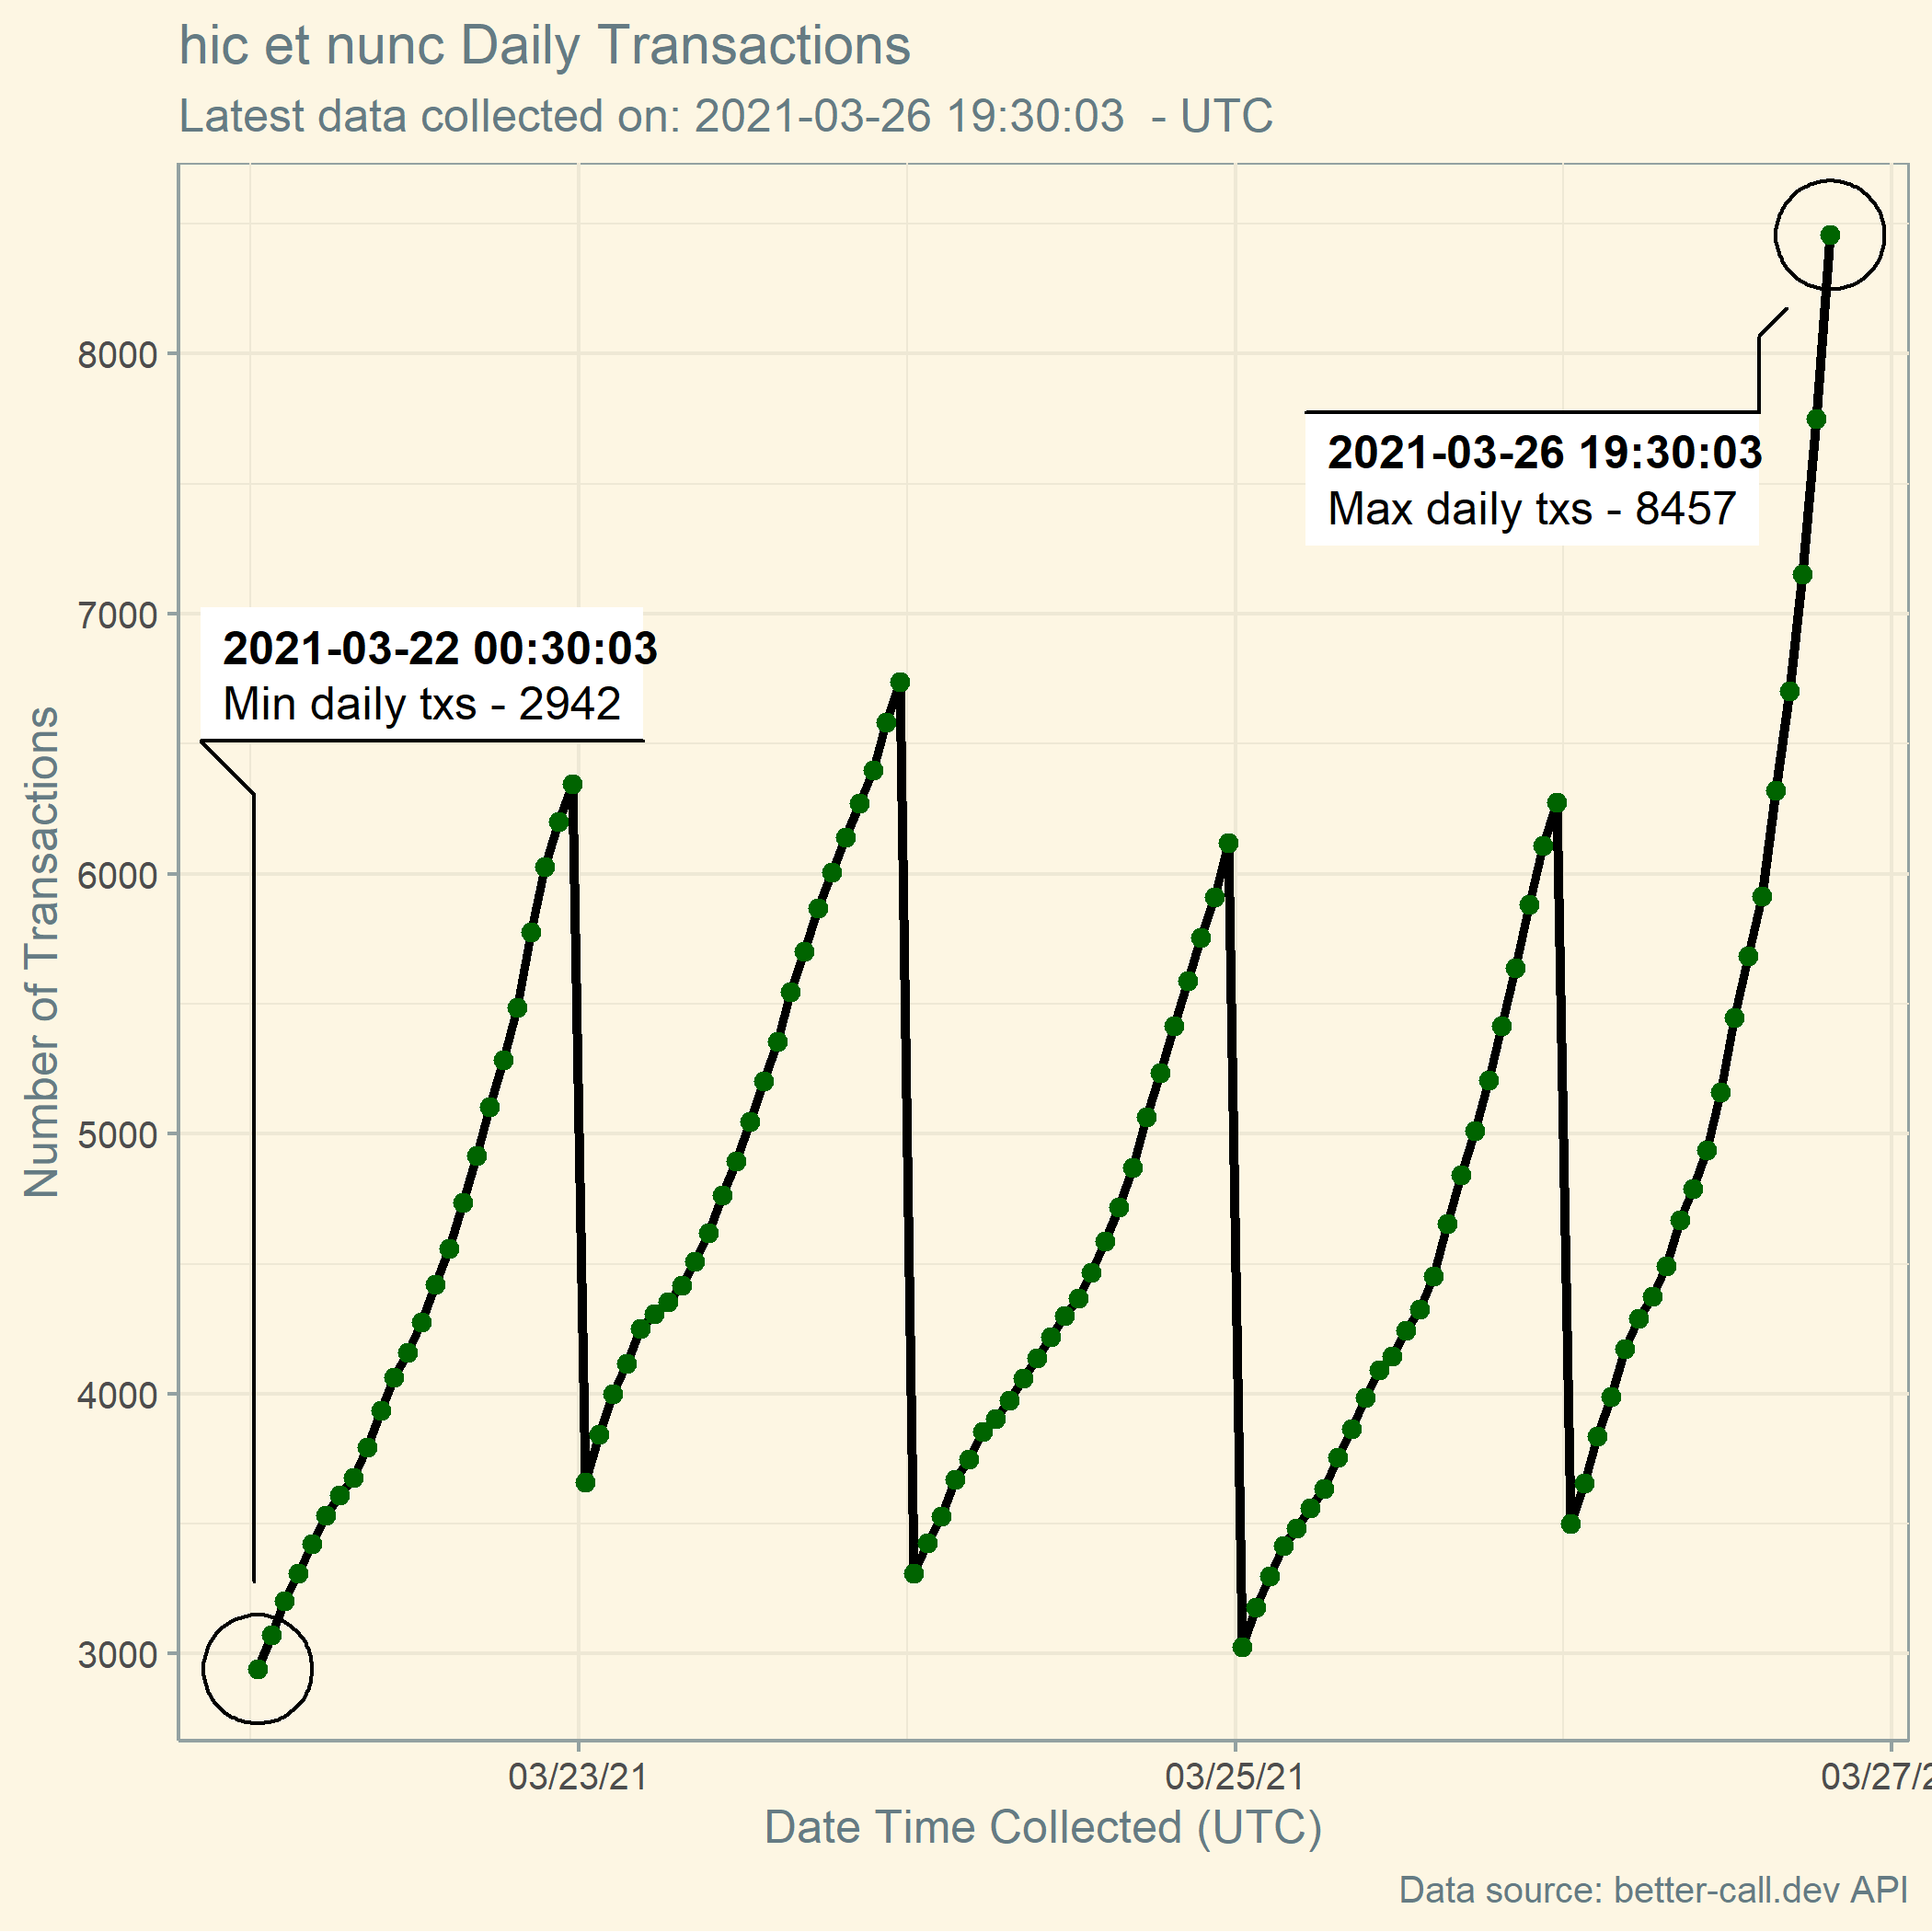 hic et nunc Daily Transactions
Latest data collected on: 2021-03-26 19:30:03  - UTC
Number of Transactions
8000
7000
6000
5000
4000
3000
2021-03-26 19:30:03
Max daily txs - 8457
2021-03-22 00:30:03
Min daily txs - 2942
03/23/21
03/25/21
03/27/2
Date Time Collected (UTC)
Data source: better-call.dev API